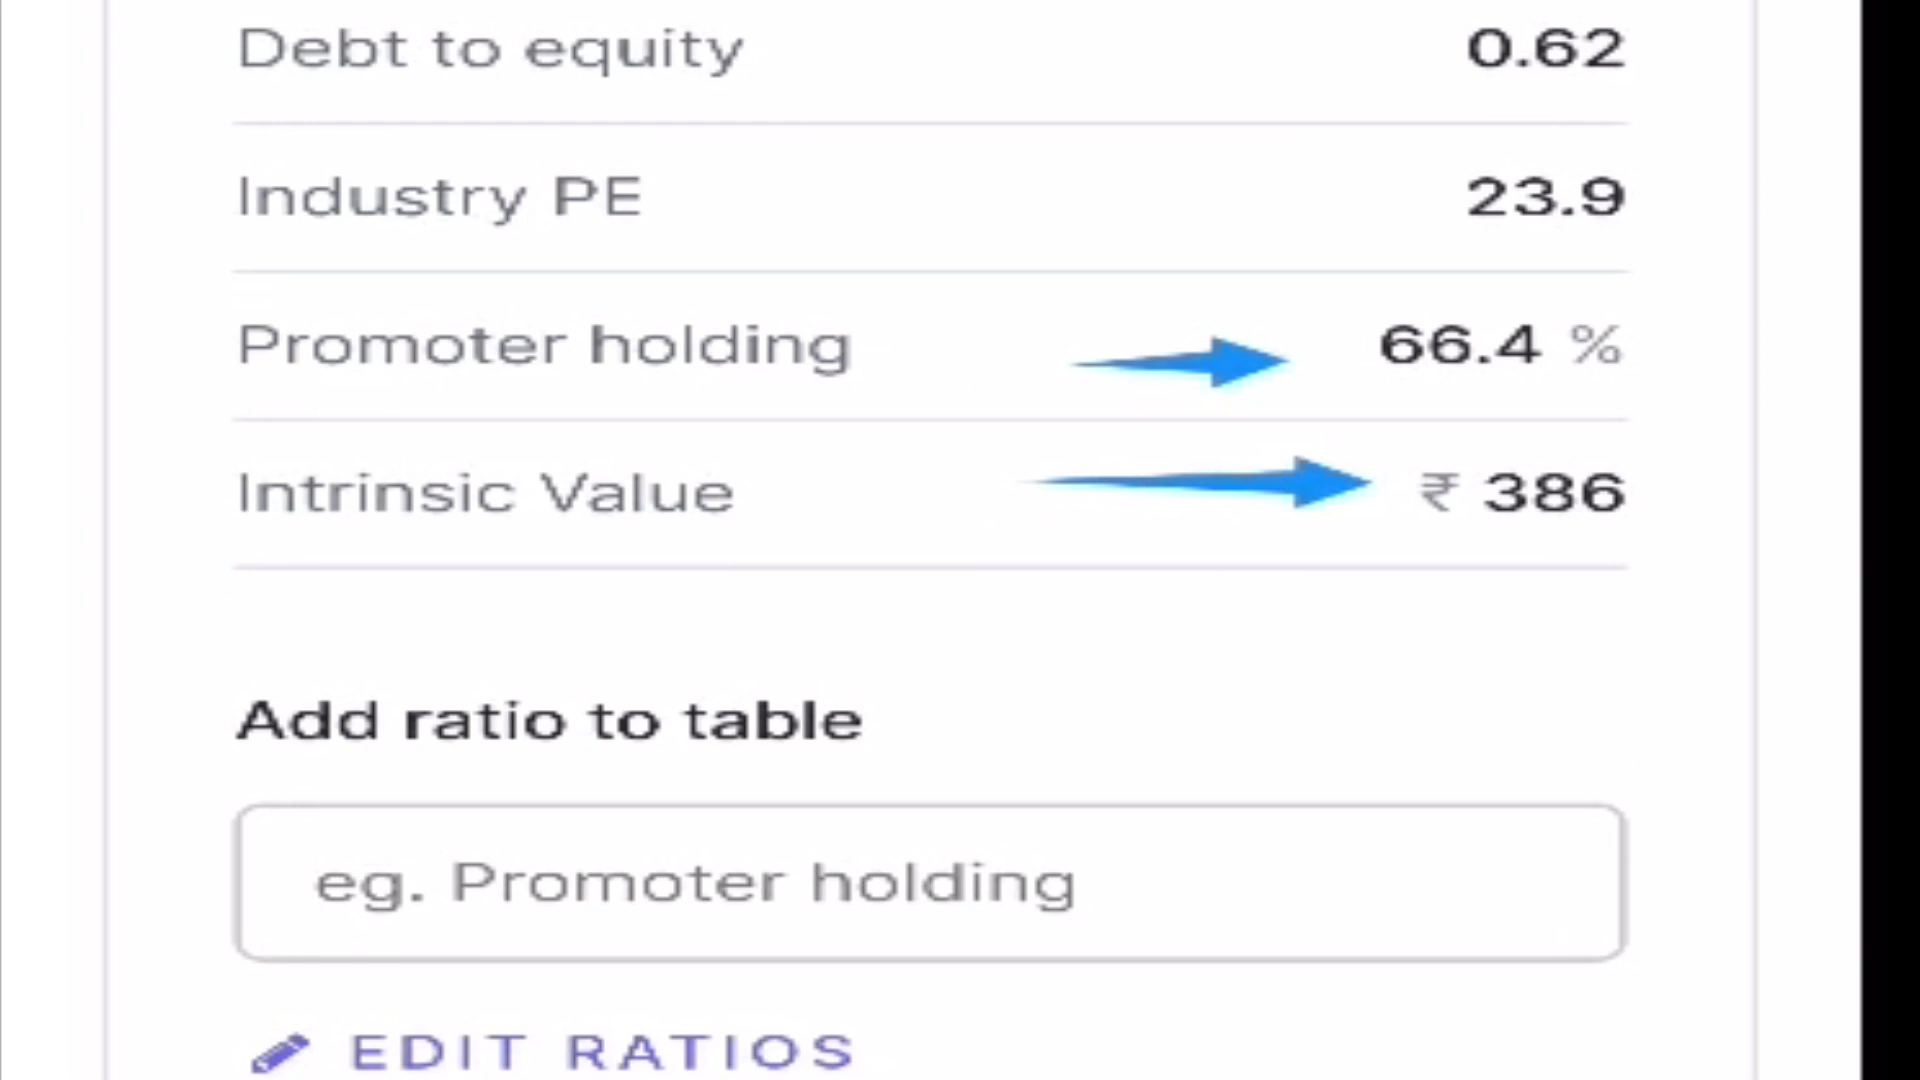 Debt to equity 0.62
Industry PE 23.9
Promoter holding 66.4 %
Intrinsic Value ₹ 386
Add ratio to table
eg. Promoter holding
EDIT RATIOS